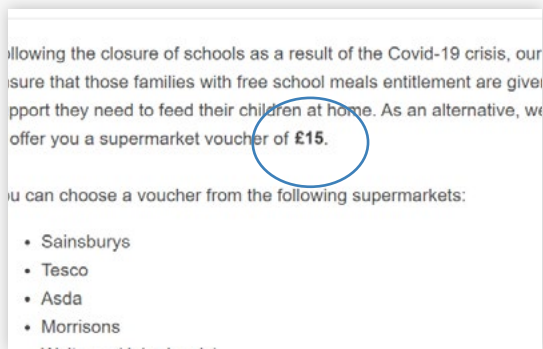 ollowing the closure of schools as a result of the Covid-19 crisis, our
sure that those families with free school meals entitlement are give
pport they need to feed their children at home. As an alternative, we
offer you a supermarket voucher of £15.
u can choose a voucher from the following supermarkets:
• Sainsburys
• Tesco
• Asda
• Morrisons